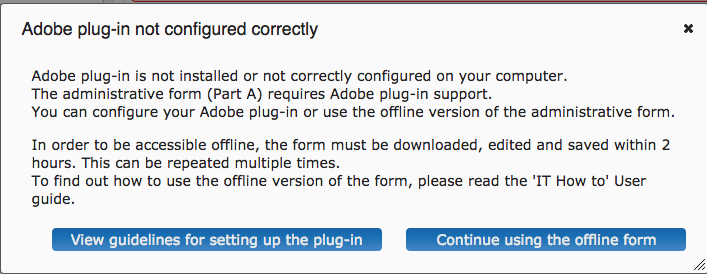 Adobe plug-in not configured correctly
Adobe plug-in is not installed or not correctly configured on your computer.
The administrative form (Part A) requires Adobe plug-in support.
You can configure your Adobe plug-in or use the offline version of the administrative form.
In order to be accessible offline, the form must be downloaded, edited and saved within 2
hours. This can be repeated multiple times.
To find out how to use the offline version of the form, please read the 'IT How to' User
guide.
View guidelines for setting up the plug-in
Continue using the offline form